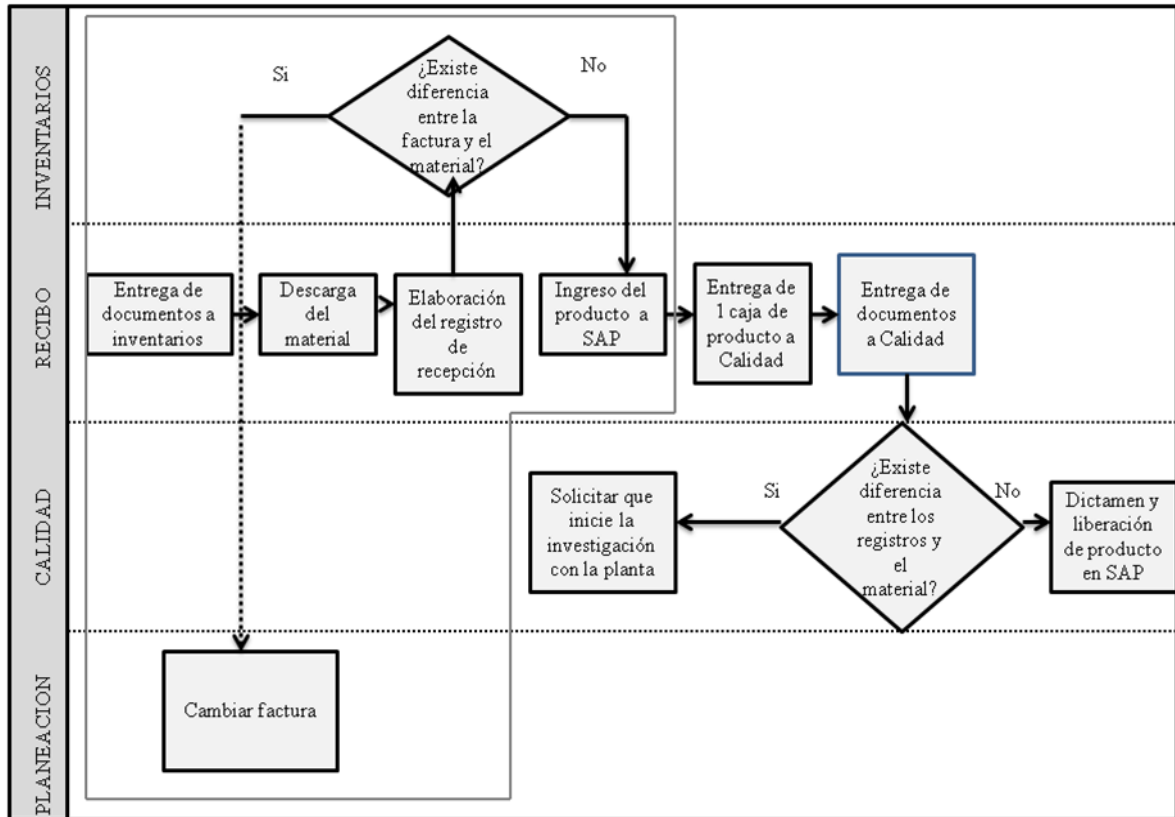 INVENTARIOS
Si
¿Existe
diferencia
entre la
factura y el
material?
No
RECIBO
Entrega de
documentos a
inventarios
Descarga
del
material
Elaboración
del registro
de
recepción
Ingreso del
producto a
SAP
Entrega de
1 caja de
producto a
Calidad
Entrega de
documentos
a Calidad
CALIDAD
Solicitar que
inicie la
investigación
con la planta
Si
¿Existe
diferencia
entre los
registros y
el
material?
No
Dictamen y
liberación
de producto
en SAP
PLANEACION
Cambiar factura